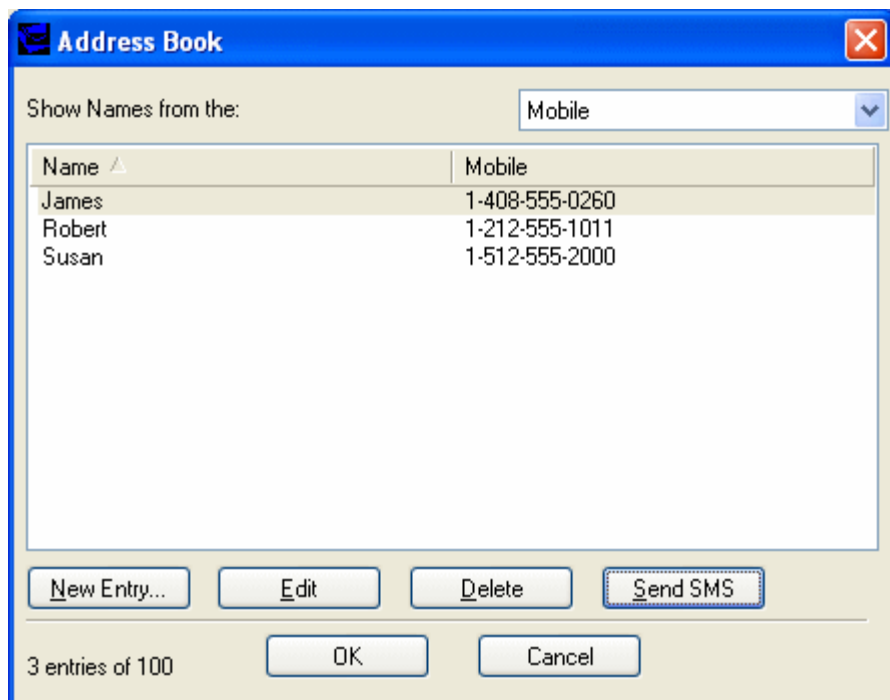 Address Book
Show Names from the: Mobile
Name Mobile
James 1-408-555-0260
Robert 1-212-555-1011
Susan 1-512-555-2000
New Entry... Edit Delete Send SMS
3 entries of 100 OK Cancel